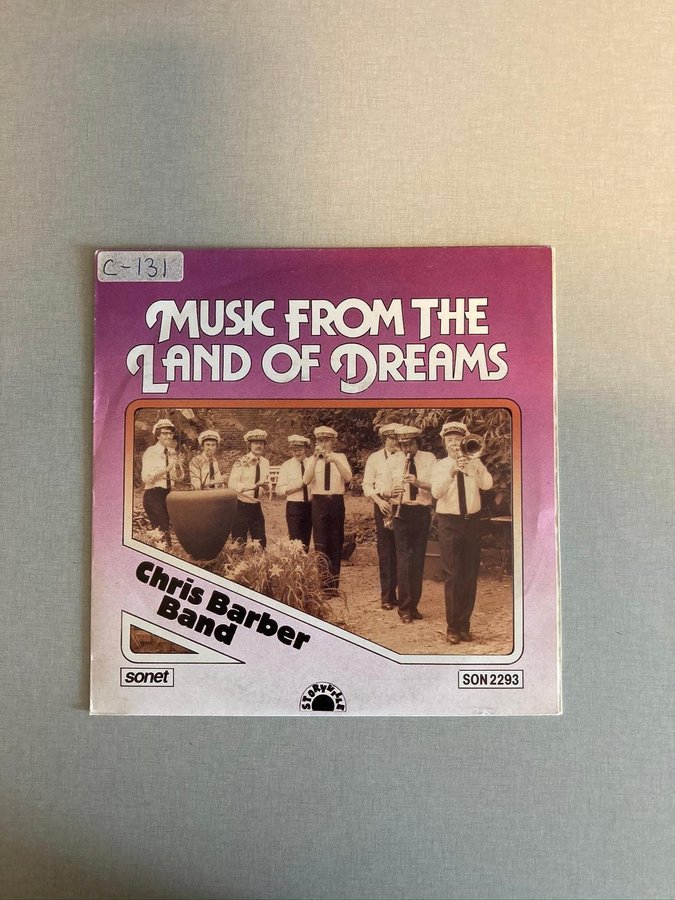 C-131
MUSIC FROM THE
LAND OF DREAMS
Chris Barber
Band
sonet
STORYVILLE
SON 2293